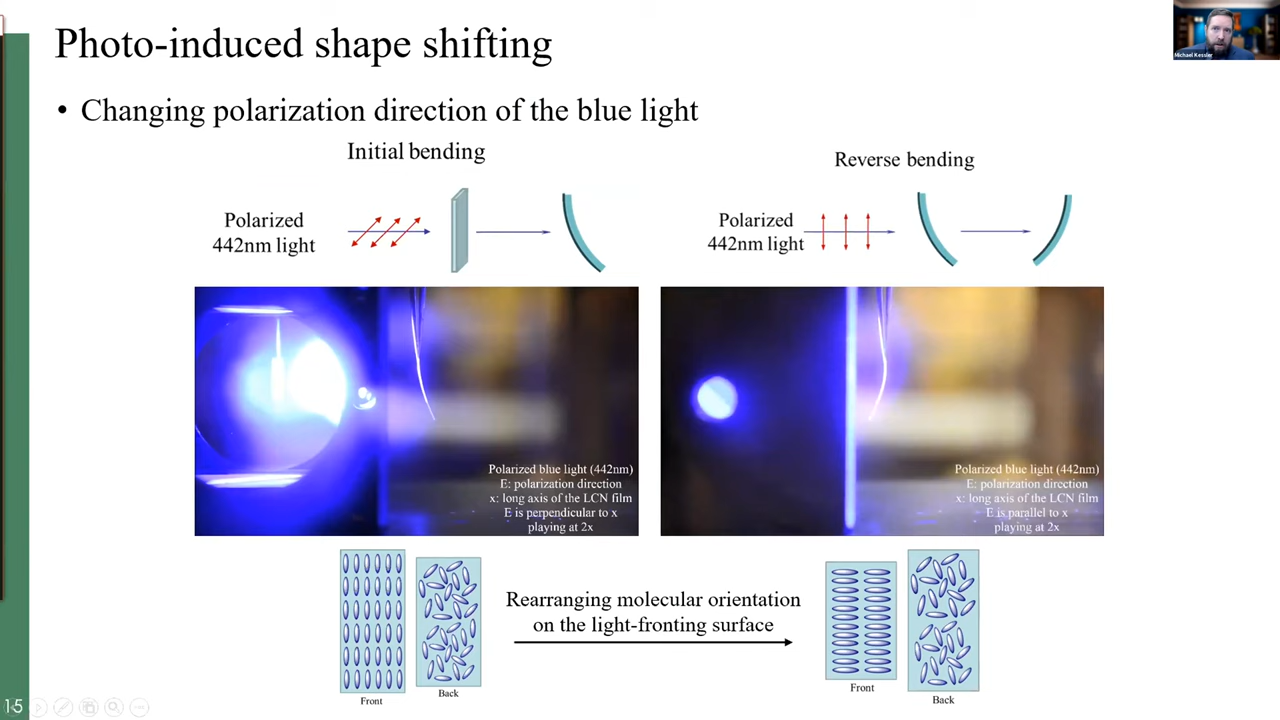 Photo-induced shape shifting
Michael Kessler
• Changing polarization direction of the blue light
Initial bending
Polarized
442nm light
Reverse bending
Polarized
442nm light
Polarized blue light (442nm)
E: polarization direction
x: long axis of the LCN film
E is perpendicular to x
playing at 2x
Polarized blue light (442nm)
E: polarization direction
x: long axis of the LCN film
E is parallel to x
playing at 2x
Front
Back
Rearranging molecular orientation
on the light-fronting surface
Front
Back
15